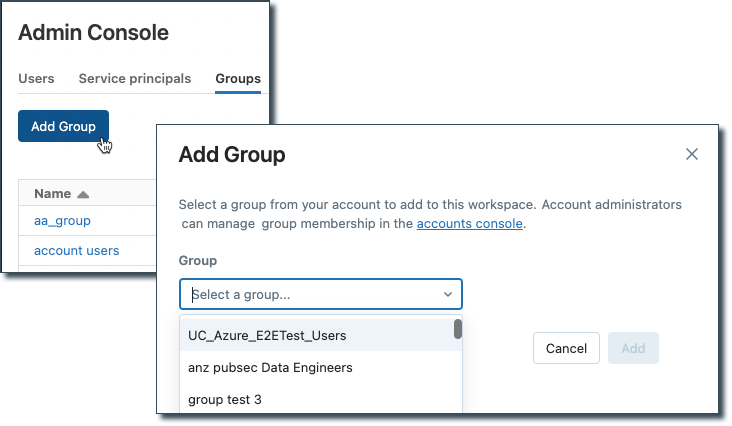 Admin Console
Users Service principals Groups
Add Group
Name
aa_group
account users
Add Group
Select a group from your account to add to this workspace. Account administrators
can manage group membership in the accounts console.
Group
Select a group...
UC_Azure_E2ETest_Users
anz pubsec Data Engineers
group test 3
Cancel Add